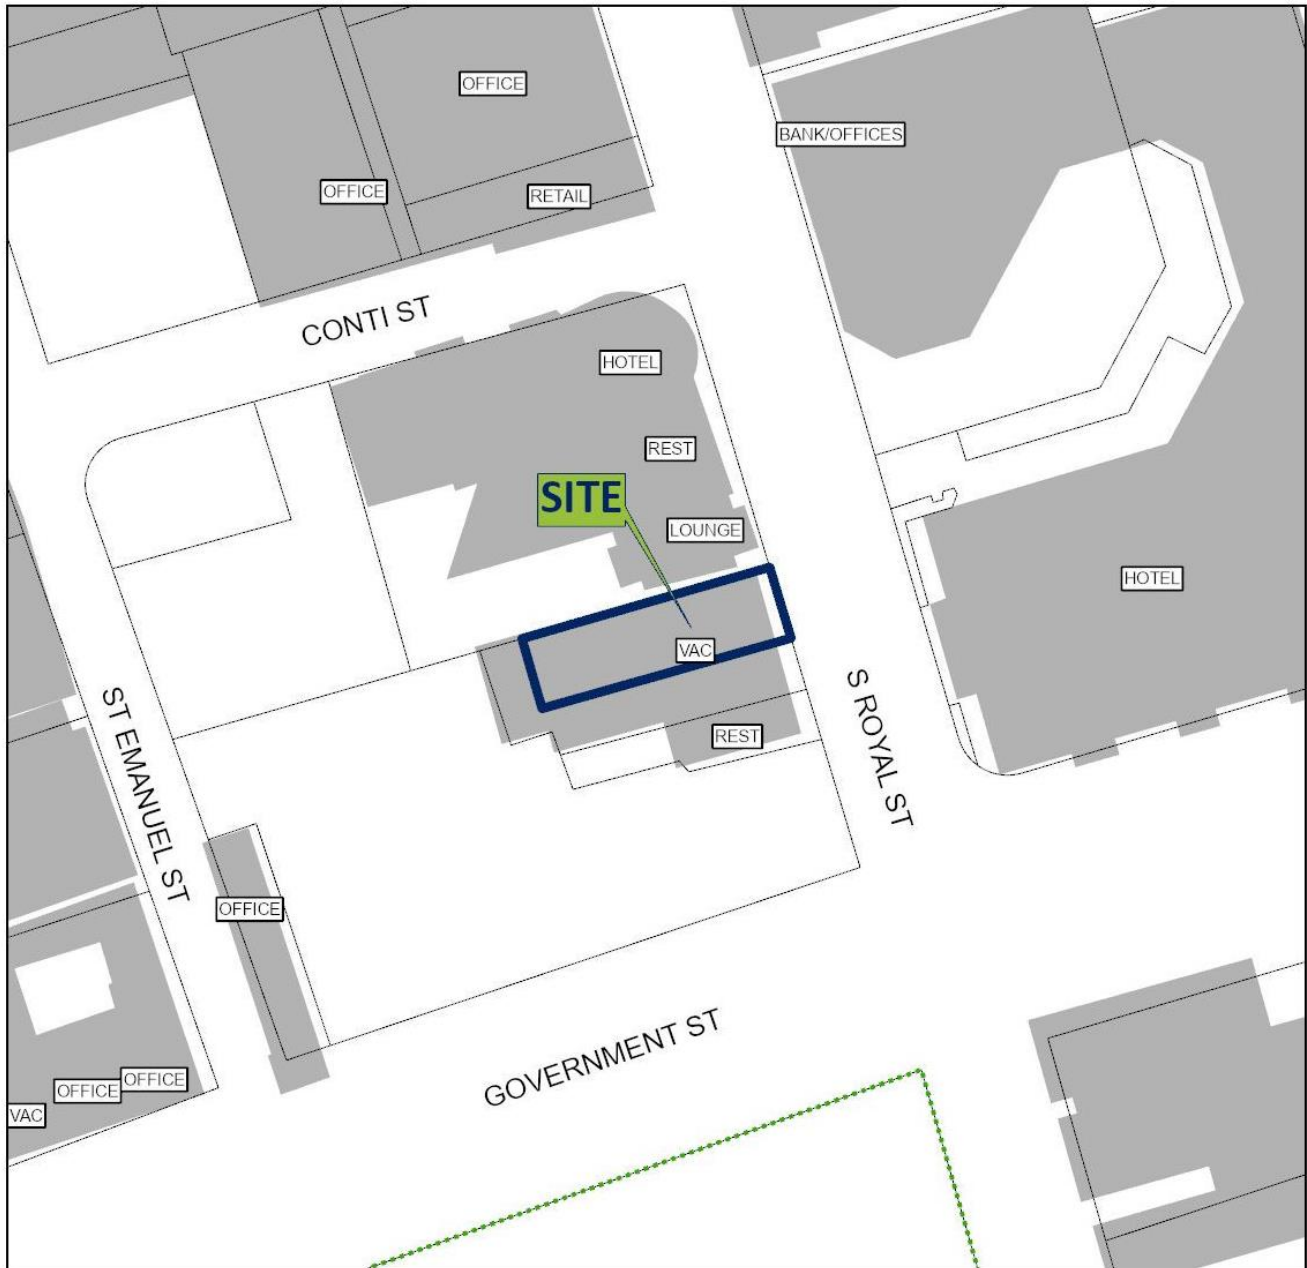 OFFICE
BANK/OFFICES
OFFICE
RETAIL
CONTI ST
HOTEL
REST
SITE
LOUNGE
HOTEL
VAC
S ROYAL ST
REST
ST EMANUEL ST
OFFICE
GOVERNMENT ST
OFFICE
OFFICE
VAC